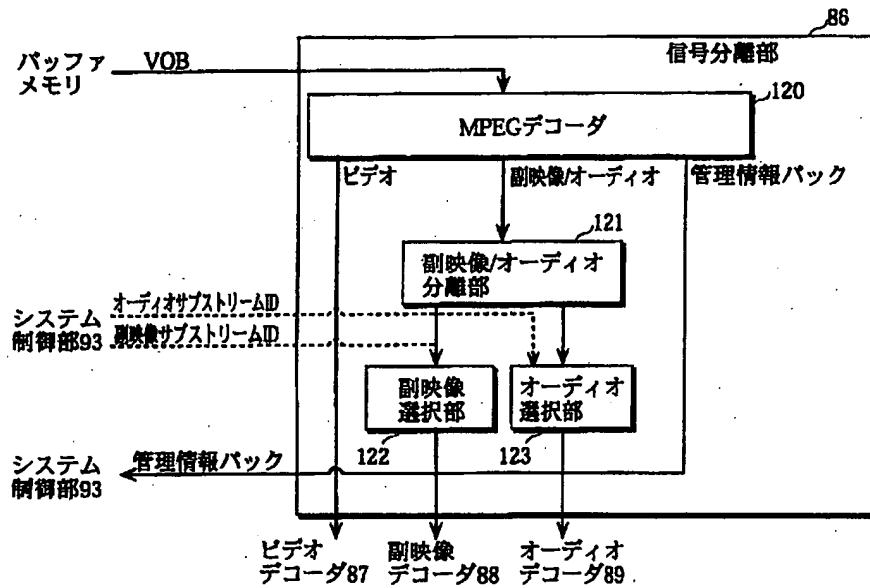 86
信号分離部
バッファ
メモリ
VOB
120
MPEGデコーダ
ビデオ
副映像/オーディオ
管理情報パック
121
副映像/オーディオ
分離部
オーディオサブストリームID
システム
制御部93
副映像サブストリームID
副映像
選択部
オーディオ
選択部
122
123
システム
制御部93
管理情報パック
ビデオ
デコーダ87
副映像
デコーダ88
オーディオ
デコーダ89